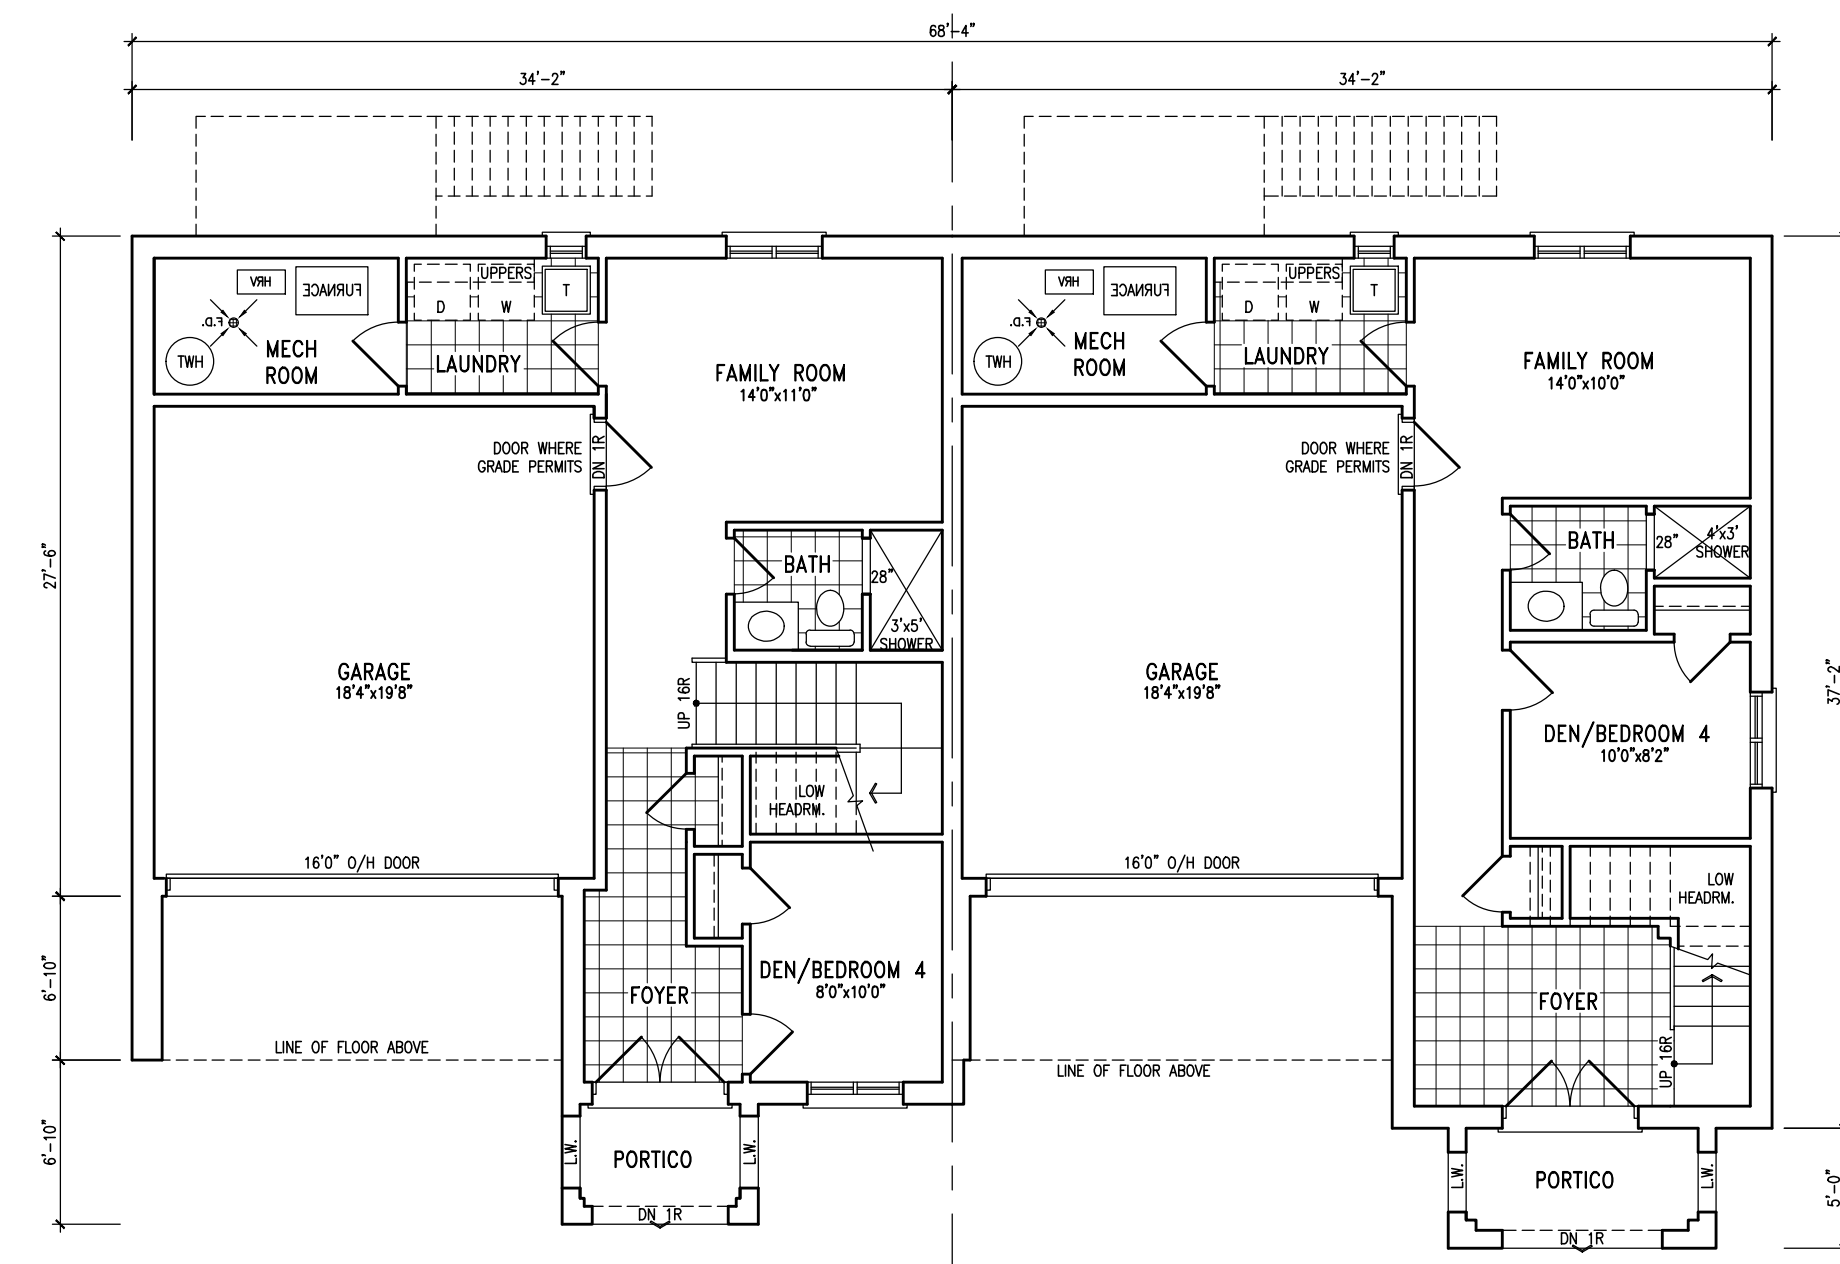 68'-4"
34'-2"
34'-2"
UPPERS
HRV
FURNACE
D
W
T
F.D.
HWT
MECH
ROOM
LAUNDRY
FAMILY ROOM
14'0"x11'0"
UPPERS
HRV
FURNACE
D
W
T
F.D.
HWT
MECH
ROOM
LAUNDRY
FAMILY ROOM
14'0"x10'0"
DOOR WHERE
GRADE PERMITS
DN 1R
DOOR WHERE
GRADE PERMITS
DN 1R
27'-6"
BATH
28"
3'x5'
SHOWER
BATH
28"
4'x3'
SHOWER
GARAGE
18'4"x19'8"
UP 16R
GARAGE
18'4"x19'8"
DEN/BEDROOM 4
10'0"x8'2"
37'-2"
LOW
HEADRM.
16'0" O/H DOOR
16'0" O/H DOOR
LOW
HEADRM.
6'-10"
DEN/BEDROOM 4
8'0"x10'0"
FOYER
FOYER
LINE OF FLOOR ABOVE
LINE OF FLOOR ABOVE
UP 16R
6'-10"
L.W.
PORTICO
L.W.
DN 1R
L.W.
PORTICO
L.W.
DN 1R
5'-0"